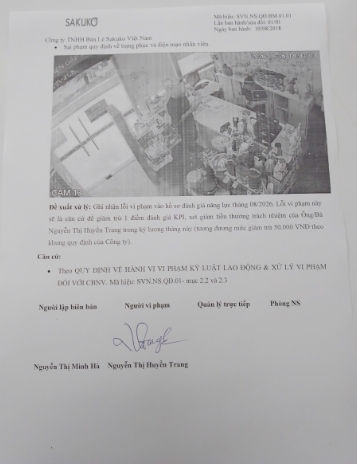 SAKUKO
Mã hiệu: SVN.NS.QĐ.BM.01.01
Lần ban hành/sửa đổi: 01/01
Ngày ban hành: 10/08/2018
Công ty TNHH Bán Lẻ Sakuko Việt Nam
• Sai phạm quy định về trang phục và diện mạo nhân viên
CAM 13
Đề xuất xử lý: Ghi nhận lỗi vi phạm vào hồ sơ đánh giá năng lực tháng 08/2026. Lỗi vi phạm này
sẽ là căn cứ để giảm trừ 1 điểm đánh giá KPI, xét giảm tiền thưởng trách nhiệm của Ông/Bà
Nguyễn Thị Huyền Trang trong kỳ lương tháng này (tương đương mức giảm trừ 50,000 VNĐ theo
khung quy định của Công ty).
Căn cứ:
• Theo QUY ĐỊNH VỀ HÀNH VI VI PHẠM KỶ LUẬT LAO ĐỘNG & XỬ LÝ VI PHẠM
ĐỐI VỚI CBNV. Mã hiệu: SVN.NS.QĐ.01- mục 2.2 và 2.3
Người lập biên bản Người vi phạm Quản lý trực tiếp Phòng NS
Nguyễn Thị Minh Hà Nguyễn Thị Huyền Trang